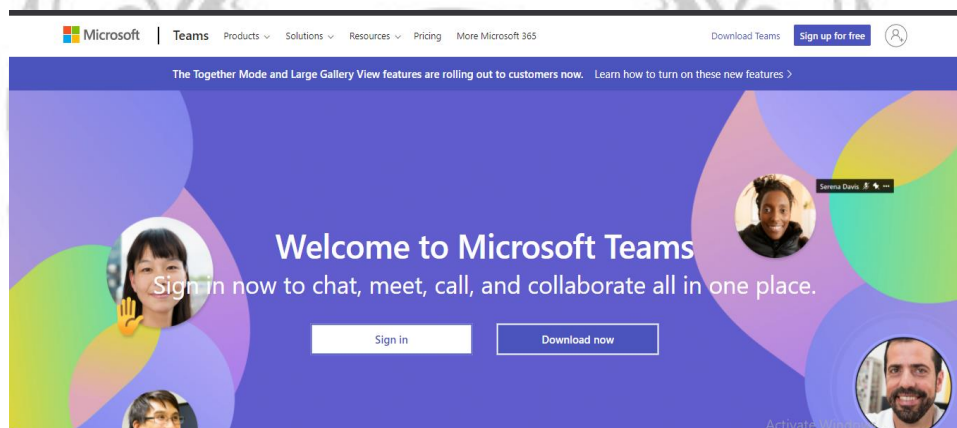 Microsoft | Teams Products Solutions Resources Pricing More Microsoft 365 Download Teams Sign up for free
The Together Mode and Large Gallery View features are rolling out to customers now. Learn how to turn on these new features >
Serena Davis
Welcome to Microsoft Teams
Sign in now to chat, meet, call, and collaborate all in one place.
Sign in Download now
Activate Windows